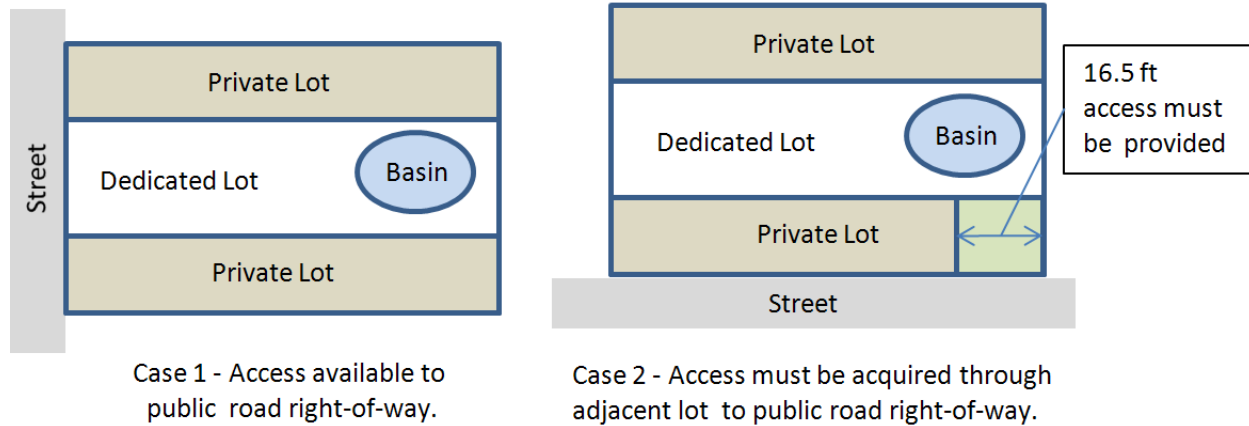 Street
Private Lot
Dedicated Lot
Basin
Private Lot
Case 1 - Access available to
public road right-of-way.
Private Lot
Dedicated Lot
Basin
Private Lot
Street
16.5 ft
access must
be provided
Case 2 - Access must be acquired through
adjacent lot to public road right-of-way.